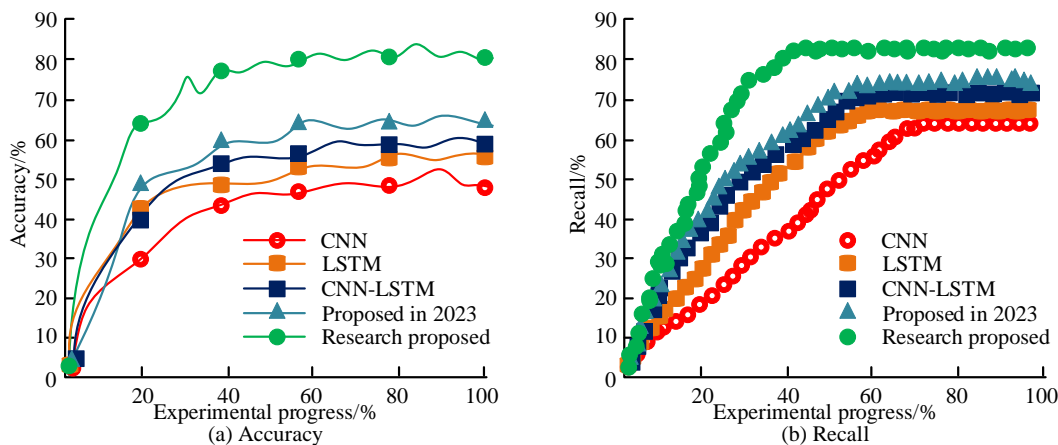 Accuracy/%
90
80
70
60
50
40
30
20
10
0
20
40
60
80
100
Experimental progress/%
CNN
LSTM
CNN-LSTM
Proposed in 2023
Research proposed
(a) Accuracy
Recall/%
90
80
70
60
50
40
30
20
10
0
20
40
60
80
100
Experimental progress/%
CNN
LSTM
CNN-LSTM
Proposed in 2023
Research proposed
(b) Recall